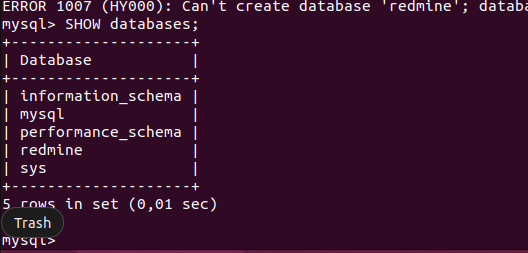 ERROR 1007 (HY000): Can't create database 'redmine'; databa
mysql> SHOW databases;
+--------------------+
| Database           |
+--------------------+
| information_schema |
| mysql              |
| performance_schema |
| redmine            |
| sys                |
+--------------------+
5 rows in set (0,01 sec)
Trash
mysql>